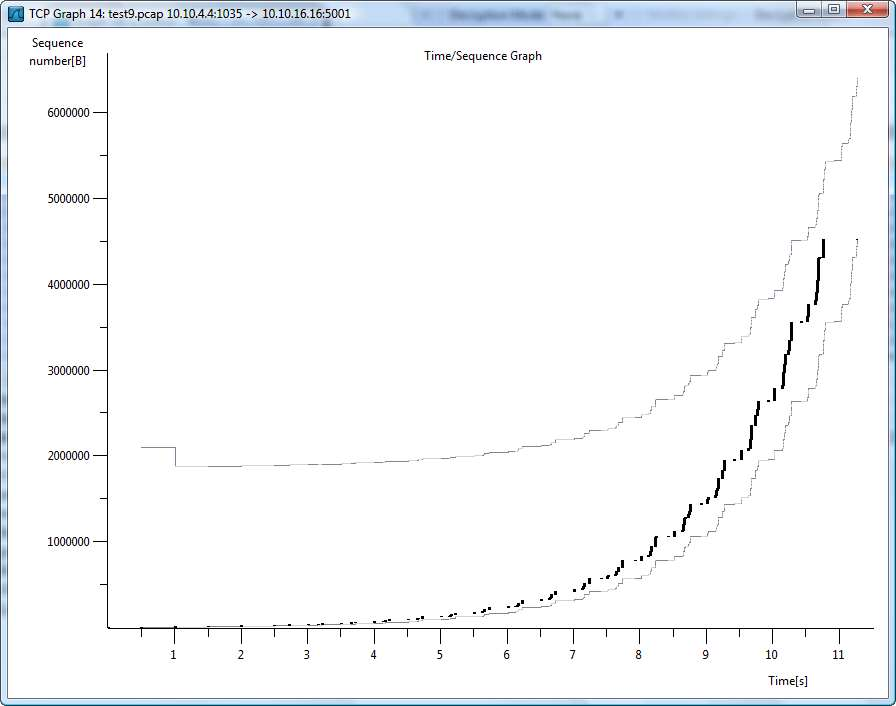 TCP Graph 14: test9.pcap 10.10.4.4:1035 -> 10.10.16.16:5001
Sequence
number[B]
Time/Sequence Graph
6000000
5000000
4000000
3000000
2000000
1000000
1 2 3 4 5 6 7 8 9 10 11
Time[s]